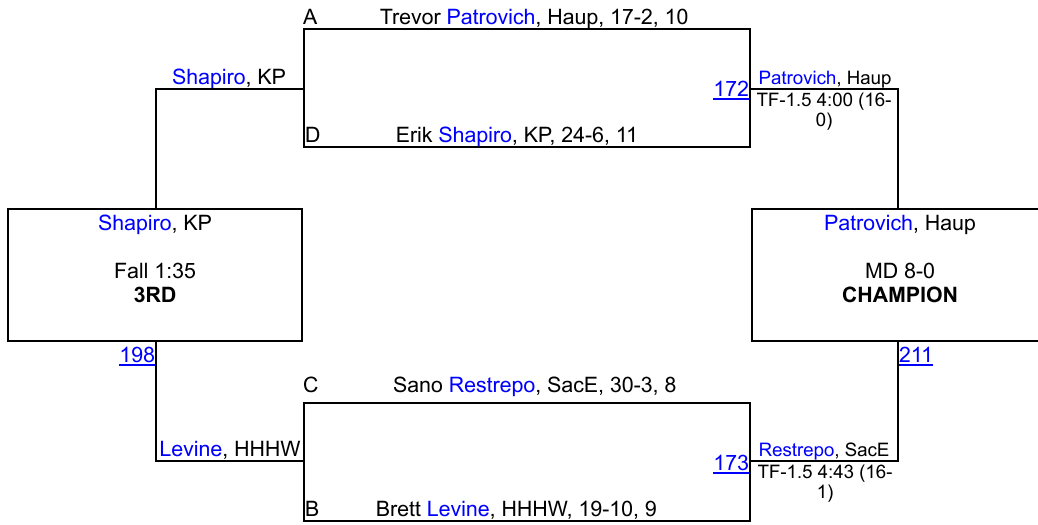 A Trevor Patrovich, Haup, 17-2, 10
Shapiro, KP
172
Patrovich, Haup
TF-1.5 4:00 (16-
0)
D Erik Shapiro, KP, 24-6, 11
Shapiro, KP
Fall 1:35
3RD
198
Patrovich, Haup
MD 8-0
CHAMPION
211
C Sano Restrepo, SacE, 30-3, 8
Levine, HHHW
173
Restrepo, SacE
TF-1.5 4:43 (16-
1)
B Brett Levine, HHHW, 19-10, 9